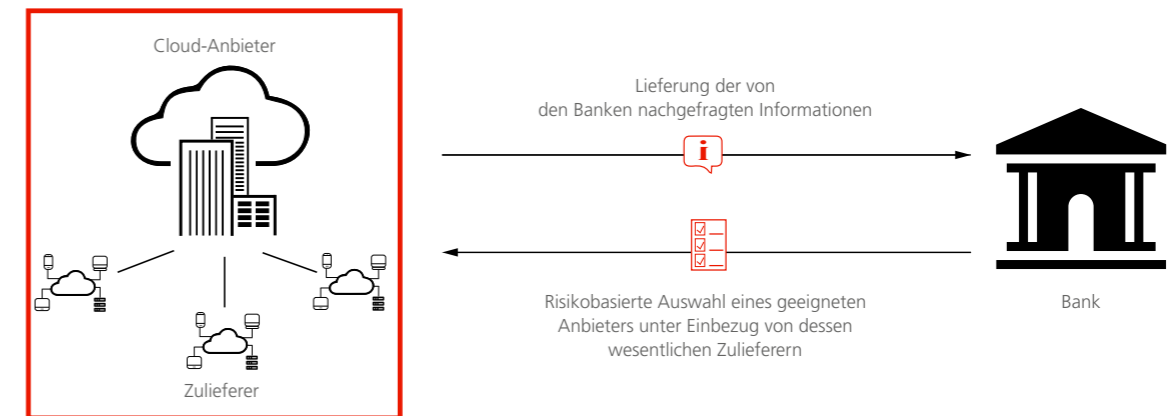 Cloud-Anbieter
Zulieferer
Lieferung der von
den Banken nachgefragten Informationen
i
Risikobasierte Auswahl eines geeigneten
Anbieters unter Einbezug von dessen
wesentlichen Zulieferern
Bank